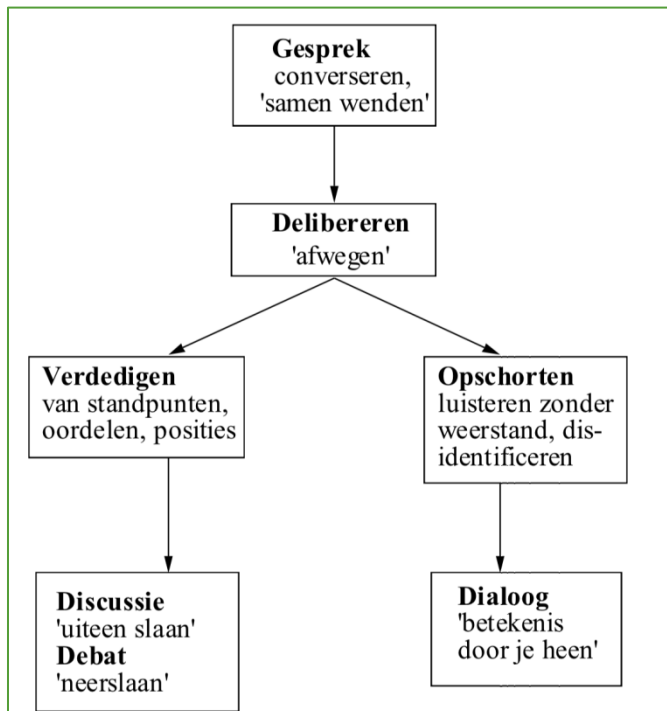 Gesprek
converseren,
'samen wenden'
Delibereren
'afwegen'
Verdedigen
van standpunten,
oordelen, posities
Opschorten
luisteren zonder
weerstand, dis-
identificeren
Discussie
'uiteen slaan'
Debat
'neerslaan'
Dialoog
'betekenis
door je heen'